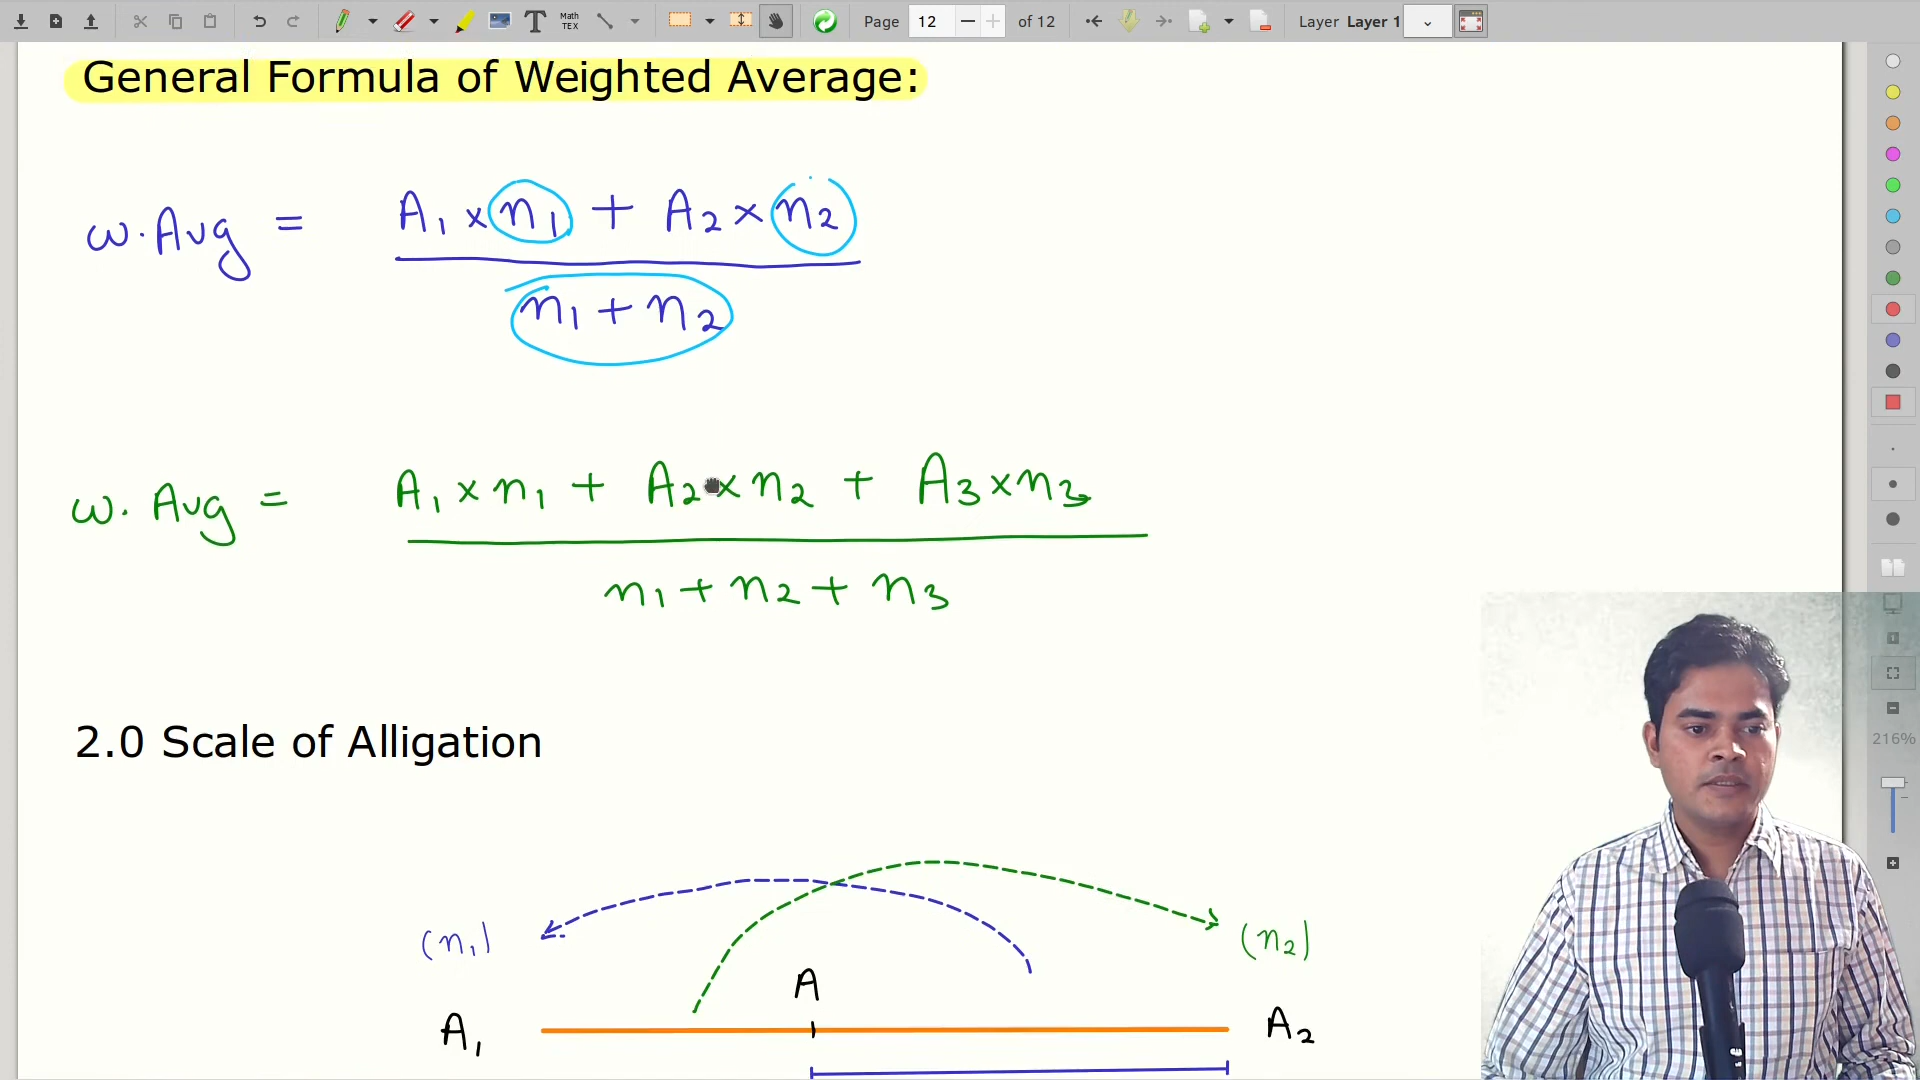 Math
TEX
Page 12 of 12
Layer Layer 1
General Formula of Weighted Average:
w.Avg = A₁ × n₁ + A₂ × n₂
n₁ + n₂
w. Avg = A₁ × n₁ + A₂ × n₂ + A₃ × n₃
n₁ + n₂ + n₃
216%
2.0 Scale of Alligation
(n₁)
(n₂)
A
A₁
A₂